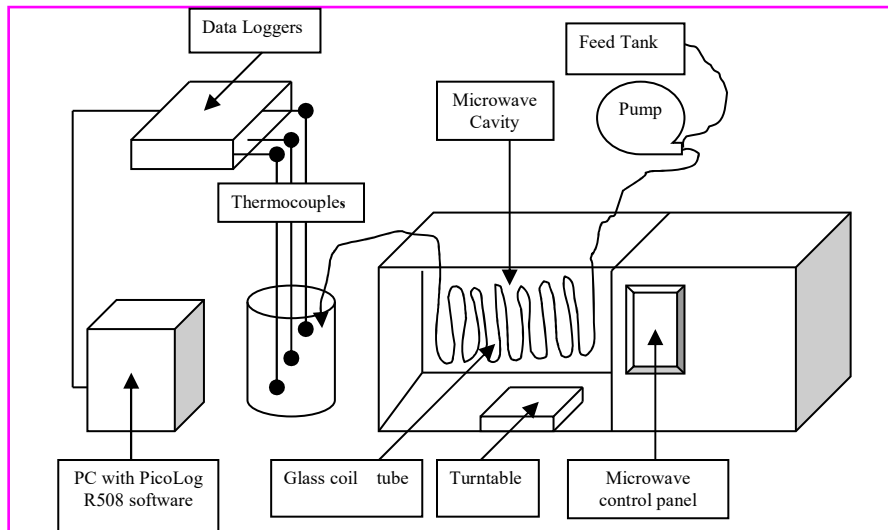 Data Loggers
Feed Tank
Microwave
Cavity
Pump
Thermocouples
PC with PicoLog
R508 software
Glass coil tube
Turntable
Microwave
control panel